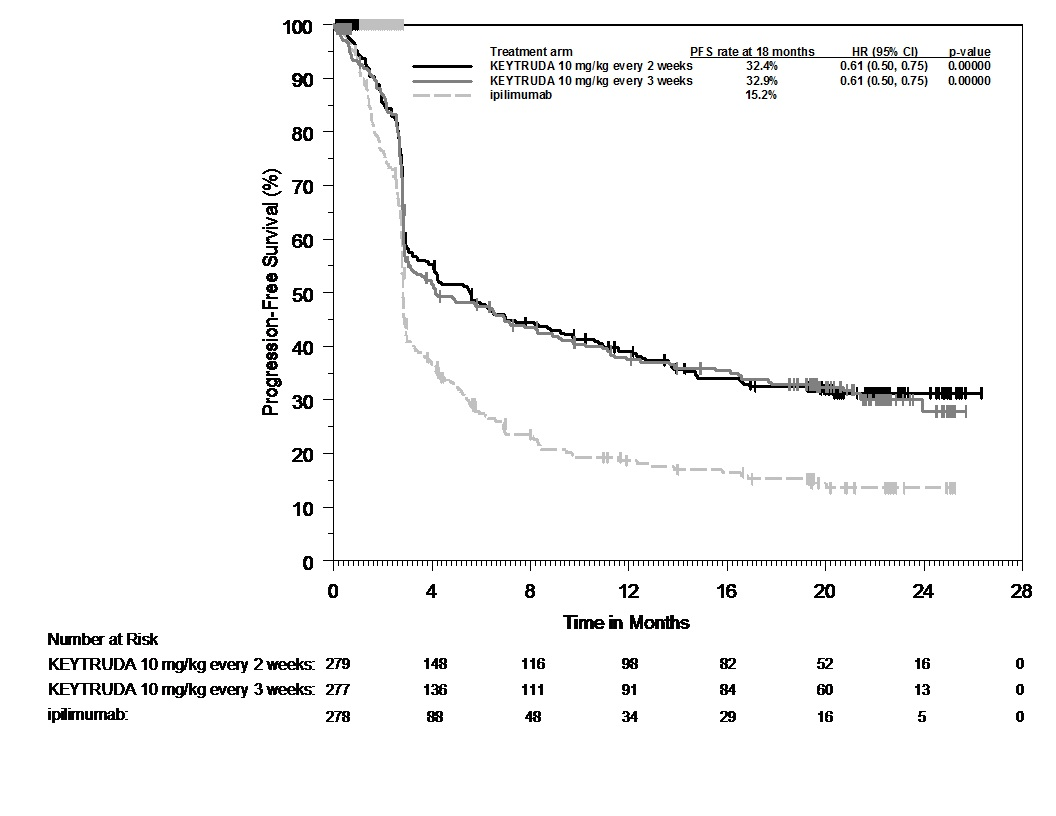 Treatment arm PFS rate at 18 months HR (95% CI) p-value
KEYTRUDA 10 mg/kg every 2 weeks 32.4% 0.61 (0.50, 0.75) 0.00000
KEYTRUDA 10 mg/kg every 3 weeks 32.9% 0.61 (0.50, 0.75) 0.00000
ipilimumab 15.2%
Progression-Free Survival (%)
100
90
80
70
60
50
40
30
20
10
0
0 4 8 12 16 20 24 28
Time in Months
Number at Risk
KEYTRUDA 10 mg/kg every 2 weeks: 279 148 116 98 82 52 16 0
KEYTRUDA 10 mg/kg every 3 weeks: 277 136 111 91 84 60 13 0
ipilimumab: 278 88 48 34 29 16 5 0